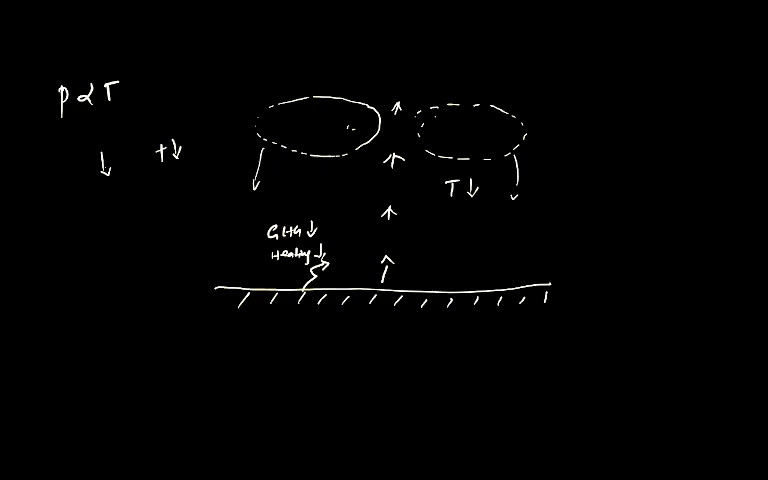 p ∝ T
↓ T↓
T ↓
GHG ↓
Heating ↓